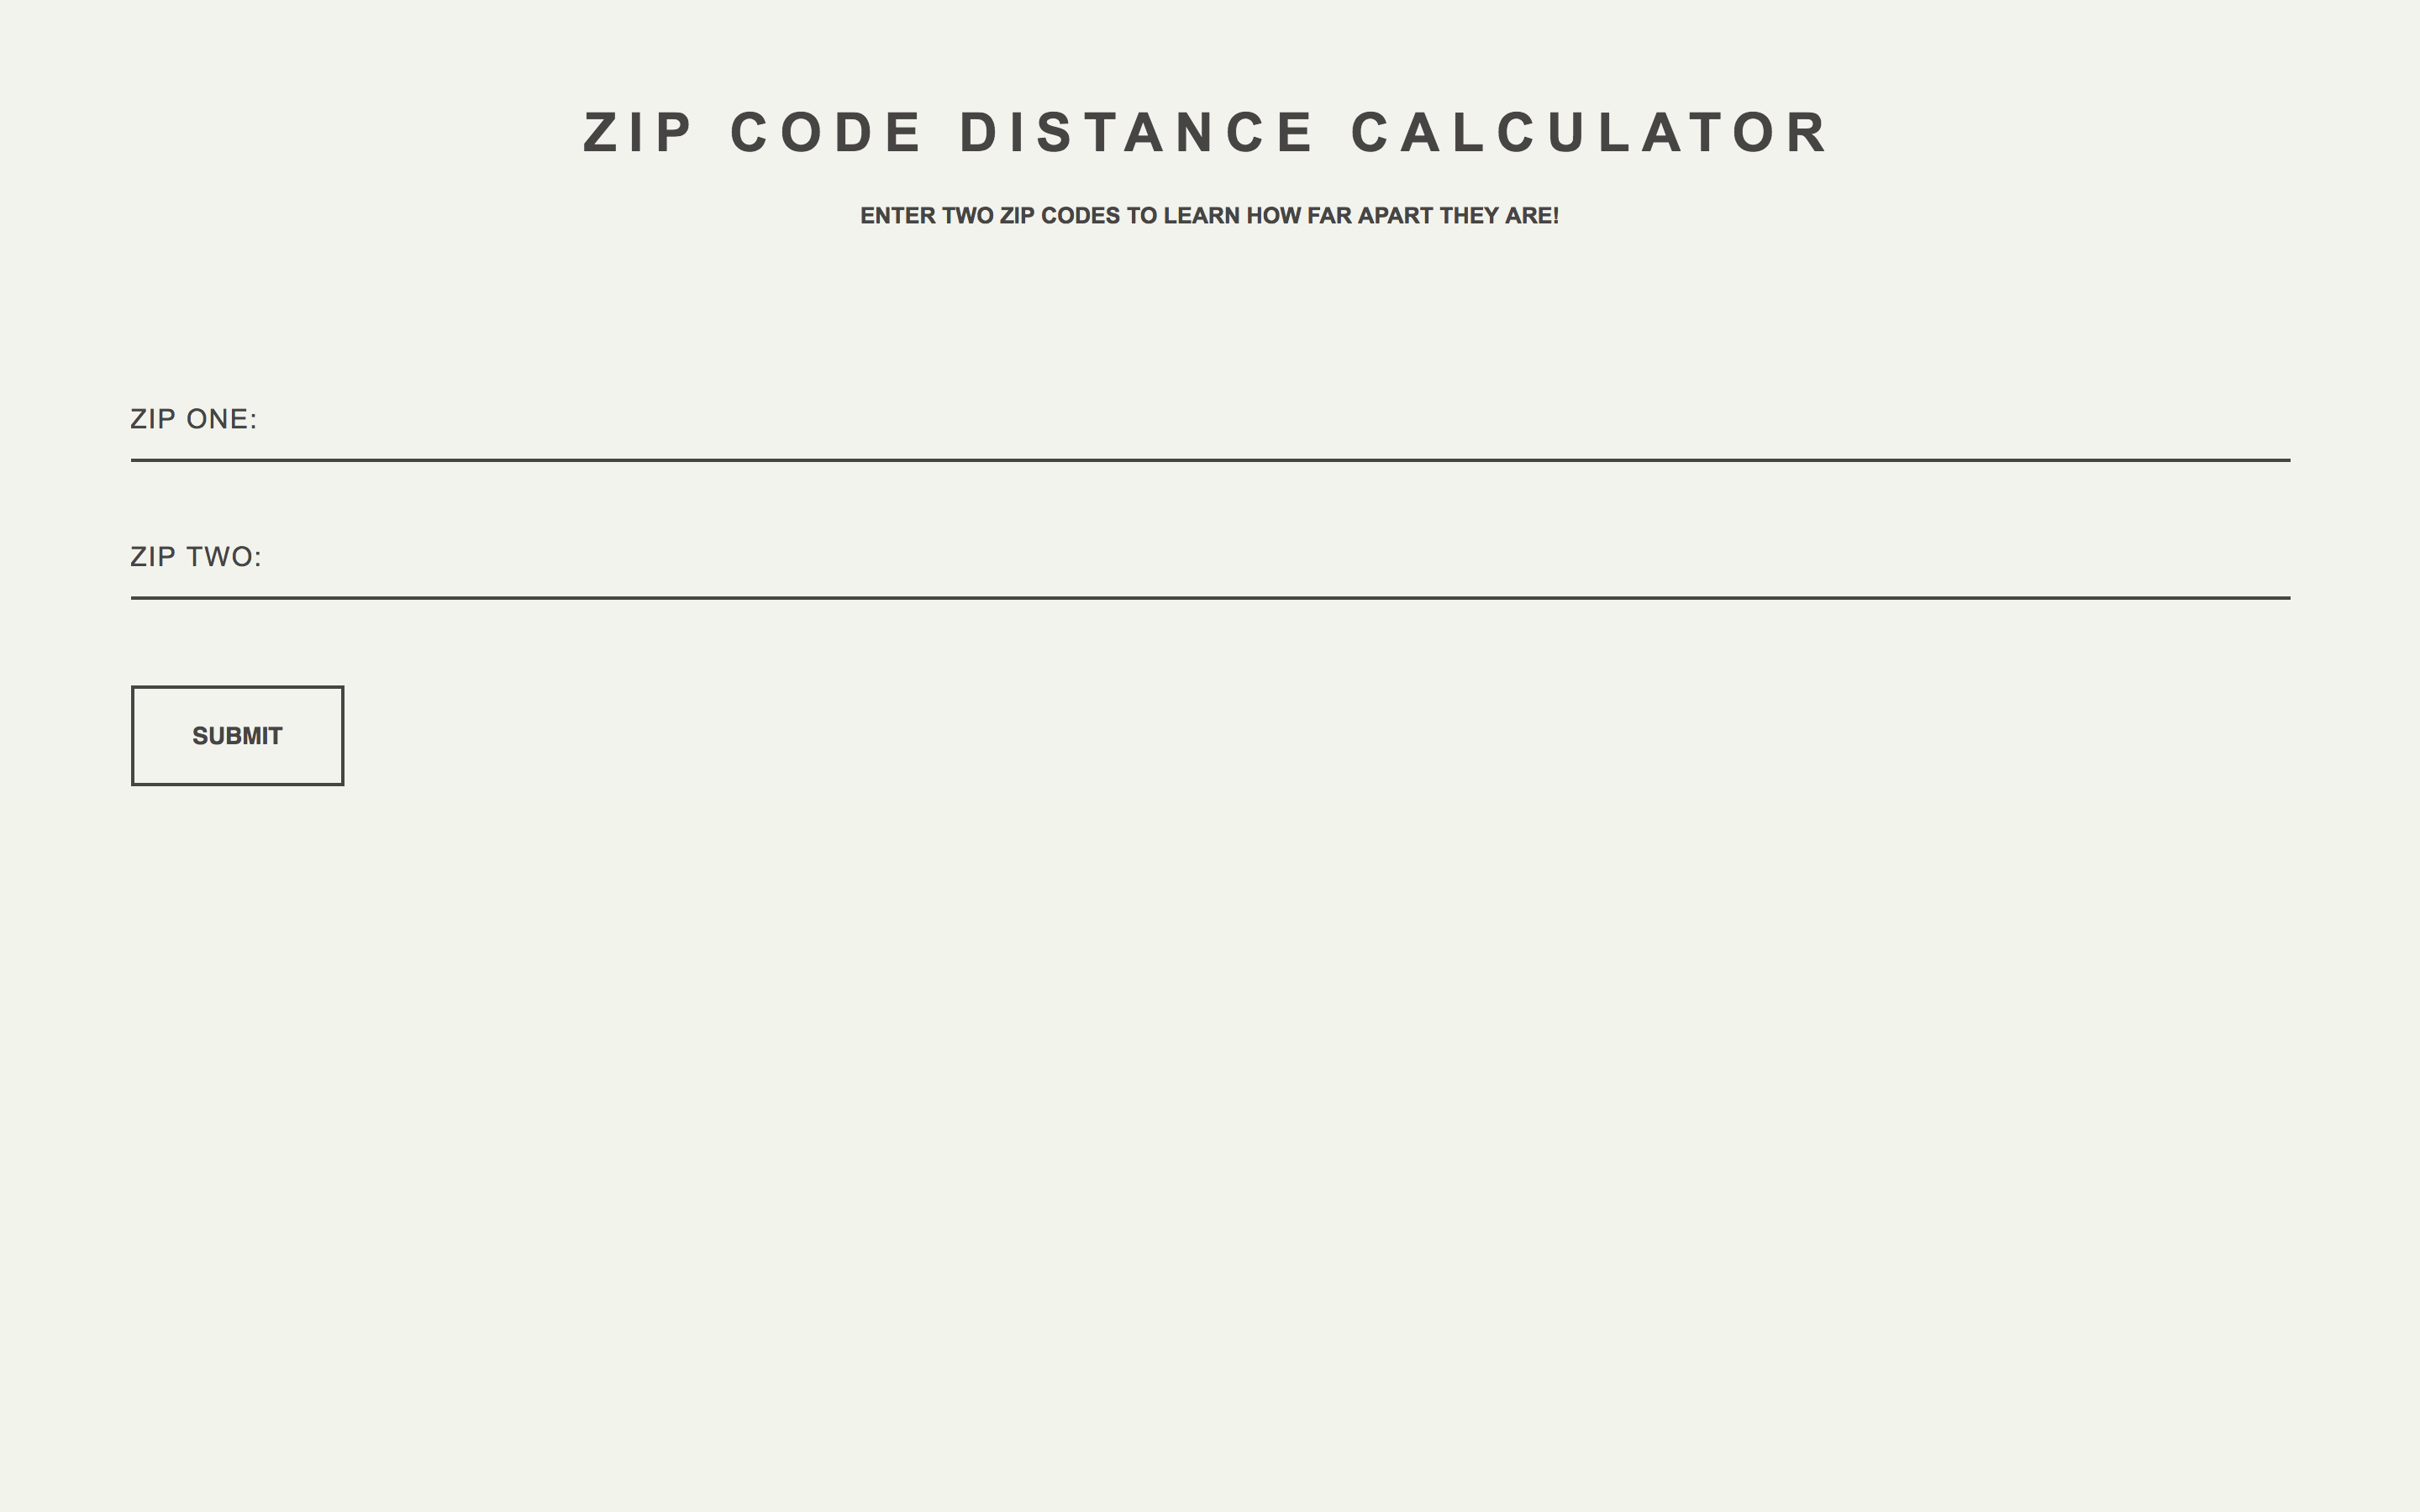 ZIP CODE DISTANCE CALCULATOR
ENTER TWO ZIP CODES TO LEARN HOW FAR APART THEY ARE!
ZIP ONE:
ZIP TWO:
SUBMIT